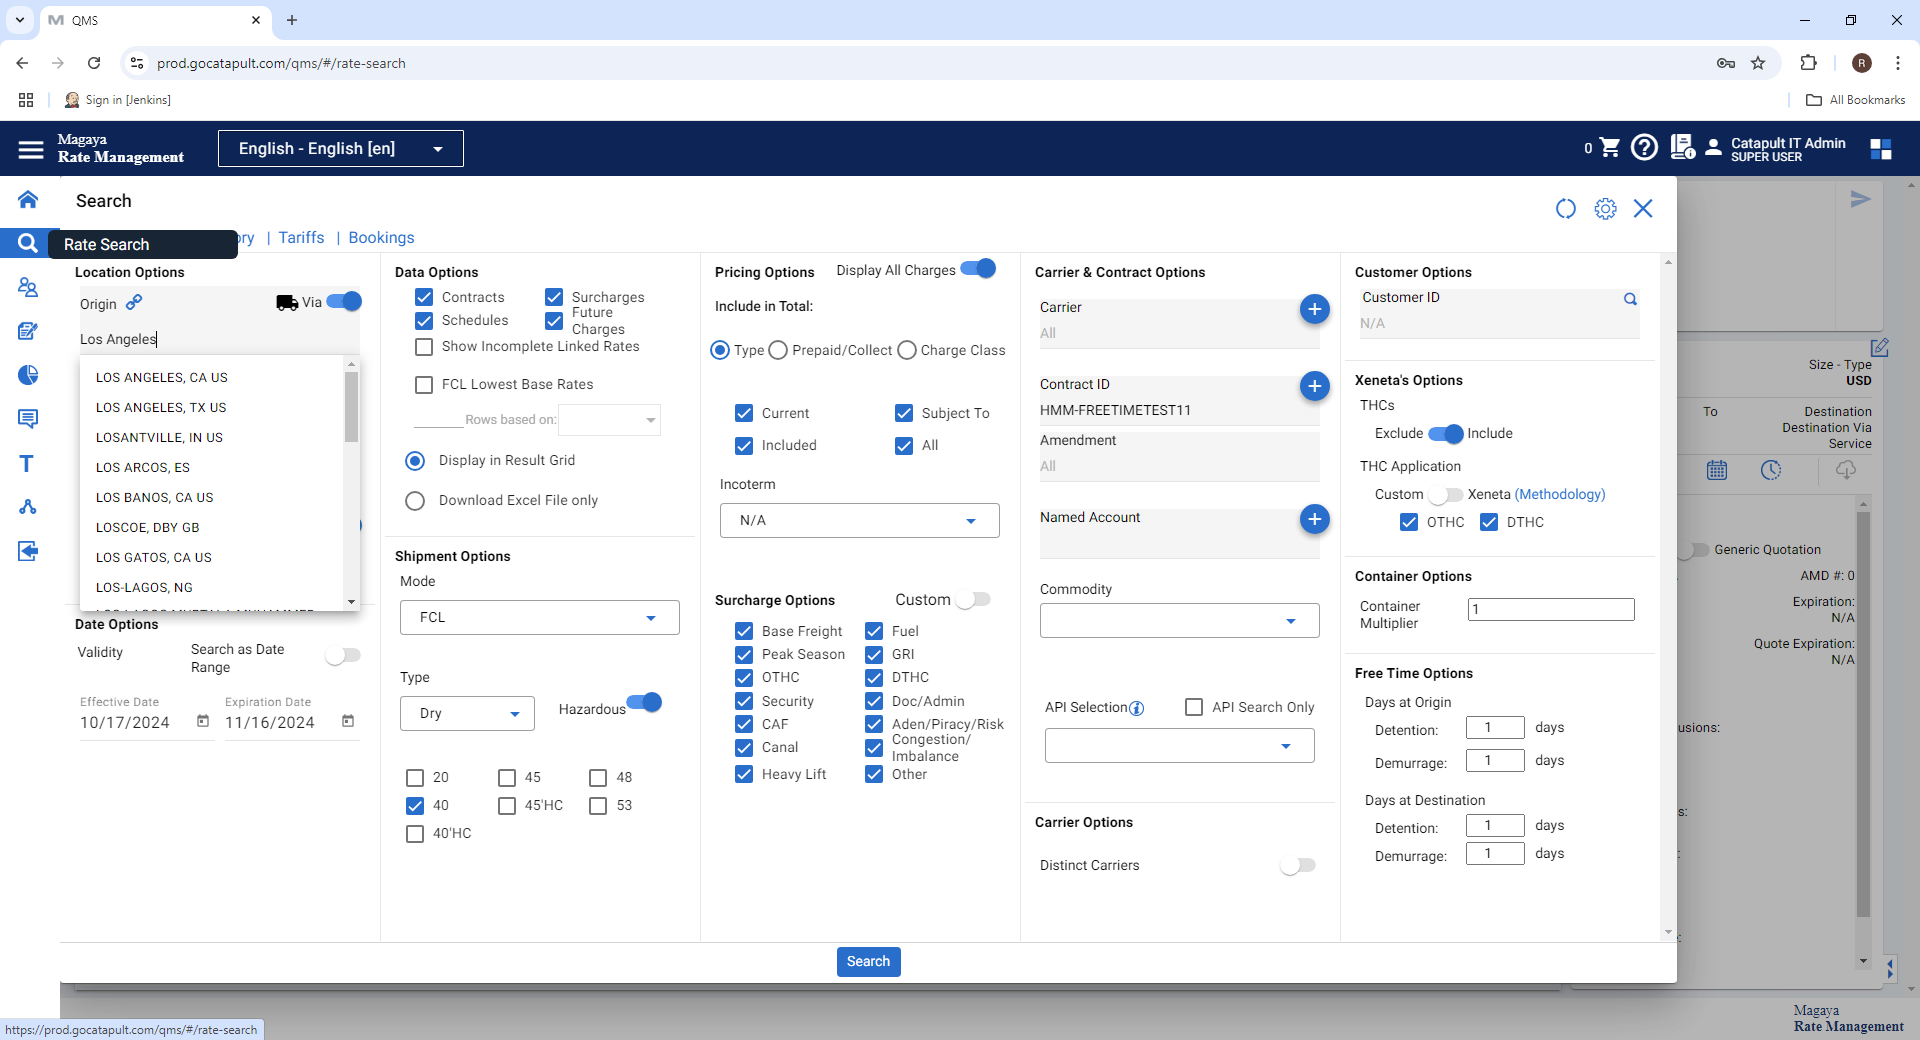 QMS
prod.gocatapult.com/qms/#/rate-search
R
Sign in [Jenkins]
All Bookmarks
Magaya
Rate Management
English - English [en]
0
Catapult IT Admin
SUPER USER
Search
Rate Search
ory | Tariffs | Bookings
Location Options
Origin
Via
Los Angeles
LOS ANGELES, CA US
LOS ANGELES, TX US
LOSANTVILLE, IN US
LOS ARCOS, ES
LOS BANOS, CA US
LOSCOE, DBY GB
LOS GATOS, CA US
LOS-LAGOS, NG
Date Options
Validity
Search as Date
Range
Effective Date
Expiration Date
10/17/2024
11/16/2024
Data Options
Contracts
Surcharges
Schedules
Future
Charges
Show Incomplete Linked Rates
FCL Lowest Base Rates
Rows based on:
Display in Result Grid
Download Excel File only
Shipment Options
Mode
FCL
Type
Dry
Hazardous
20
45
48
40
45'HC
53
40'HC
Pricing Options
Display All Charges
Include in Total:
Type
Prepaid/Collect
Charge Class
Current
Subject To
Included
All
Incoterm
N/A
Surcharge Options
Custom
Base Freight
Fuel
Peak Season
GRI
OTHC
DTHC
Security
Doc/Admin
CAF
Aden/Piracy/Risk
Canal
Congestion/
Imbalance
Heavy Lift
Other
Carrier & Contract Options
Carrier
All
Contract ID
HMM-FREETIMETEST11
Amendment
All
Named Account
Commodity
API Selection
API Search Only
Carrier Options
Distinct Carriers
Customer Options
Customer ID
N/A
Xeneta's Options
THCs
Exclude
Include
THC Application
Custom
Xeneta (Methodology)
OTHC
DTHC
Container Options
Container
Multiplier
1
Free Time Options
Days at Origin
Detention:
1
days
Demurrage:
1
days
Days at Destination
Detention:
1
days
Demurrage:
1
days
Search
Size - Type
USD
To
Destination
Destination Via
Service
Generic Quotation
AMD #: 0
Expiration:
N/A
Quote Expiration:
N/A
usions:
s:
https://prod.gocatapult.com/qms/#/rate-search
Magaya
Rate Management